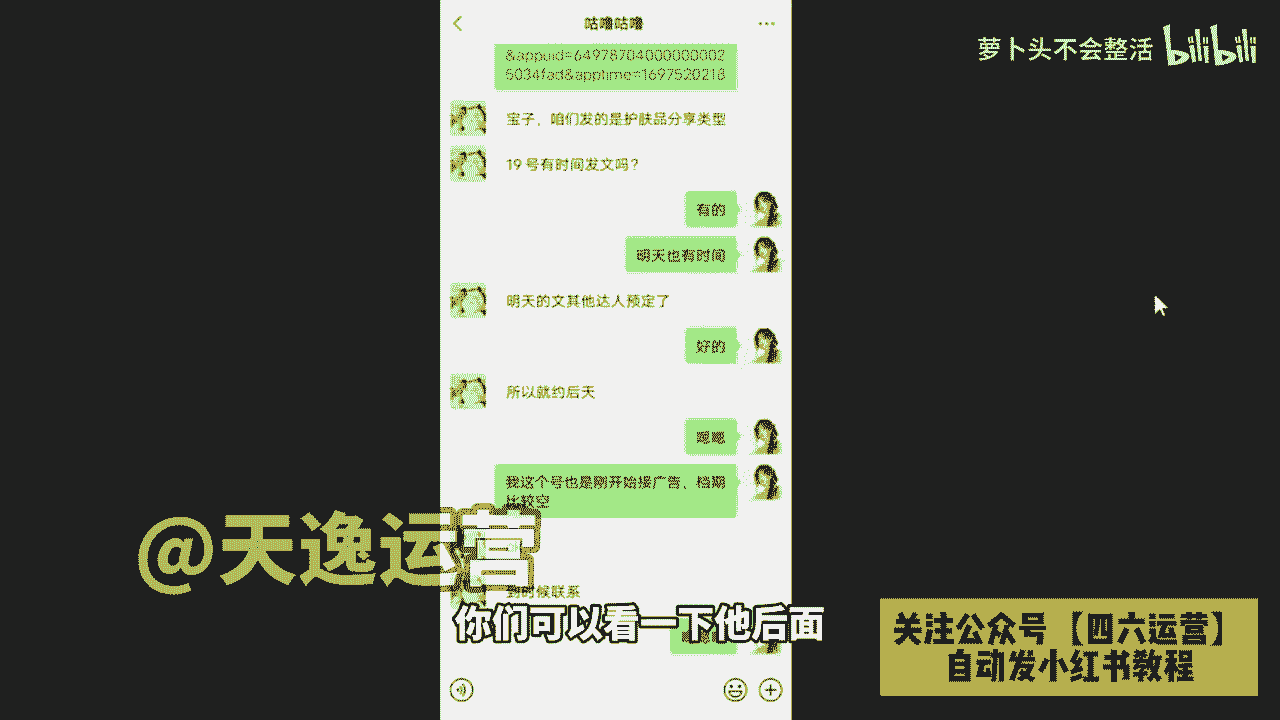 咕噜咕噜
萝卜头不会整活 bilibili
&appuid=649787040000000002
5034fad&apptime=1697520218
宝子，咱们发的是护肤品分享类型
19 号有时间发文吗？
有的
明天也有时间
明天的文其他达人预定了
好的
所以就约后天
嗯嗯
我这个号也是刚开始接广告，档期
比较空
@天逸运营
到时候联系
你们可以看一下他后面
关注公众号【四六运营】
自动发小红书教程